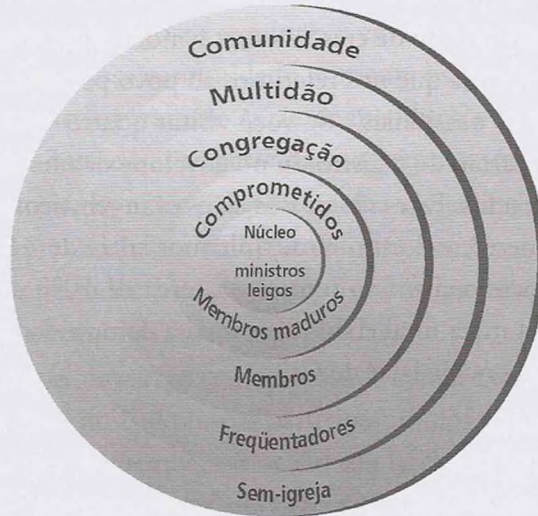 Comunidade
Multidão
Congregação
Comprometidos
Núcleo
ministros
leigos
Membros maduros
Membros
Freqüentadores
Sem-igreja